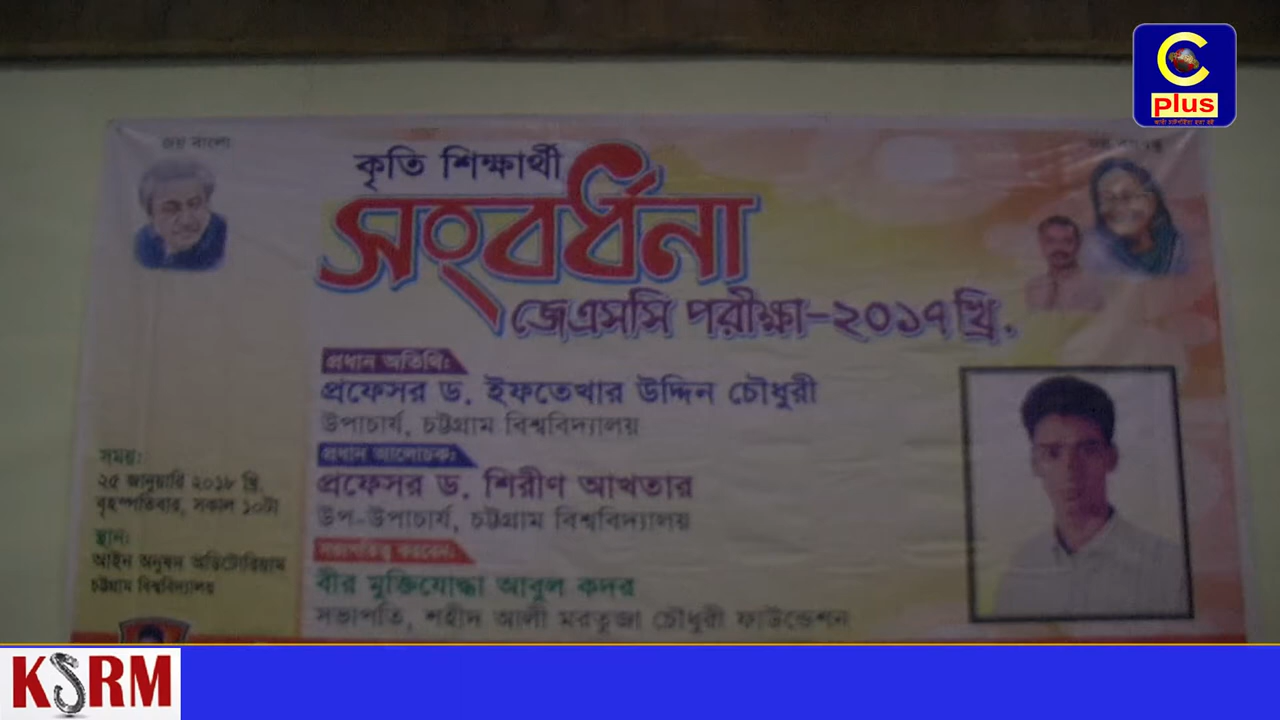 C
plus
জয় বাংলা
কৃতি শিক্ষার্থী
সংবর্ধনা
জেএসসি পরীক্ষা-২০১৭ খ্রি.
প্রধান অতিথি:
প্রফেসর ড. ইফতেখার উদ্দিন চৌধুরী
উপাচার্য, চট্টগ্রাম বিশ্ববিদ্যালয়
প্রধান আলোচক:
প্রফেসর ড. শিরীণ আখতার
উপ-উপাচার্য, চট্টগ্রাম বিশ্ববিদ্যালয়
সভাপতিত্ব করবেন:
বীর মুক্তিযোদ্ধা আবুল কদর
সভাপতি, শহীদ আলী মরতুজা চৌধুরী ফাউন্ডেশন
সময়:
২৫ জানুয়ারি ২০১৮ খ্রি.
বৃহস্পতিবার, সকাল ১০টা
স্থান:
আইন অনুষদ অডিটোরিয়াম
চট্টগ্রাম বিশ্ববিদ্যালয়
KSRM